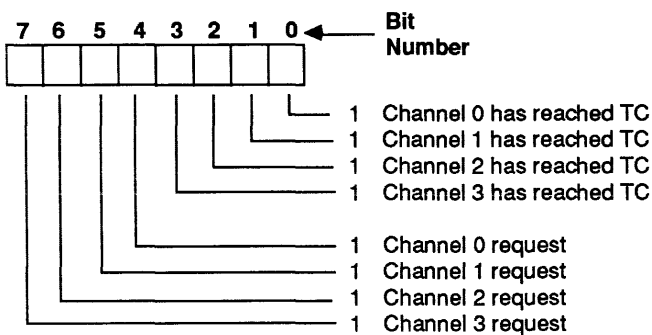 7 6 5 4 3 2 1 0 Bit
Number
1 Channel 0 has reached TC
1 Channel 1 has reached TC
1 Channel 2 has reached TC
1 Channel 3 has reached TC
1 Channel 0 request
1 Channel 1 request
1 Channel 2 request
1 Channel 3 request